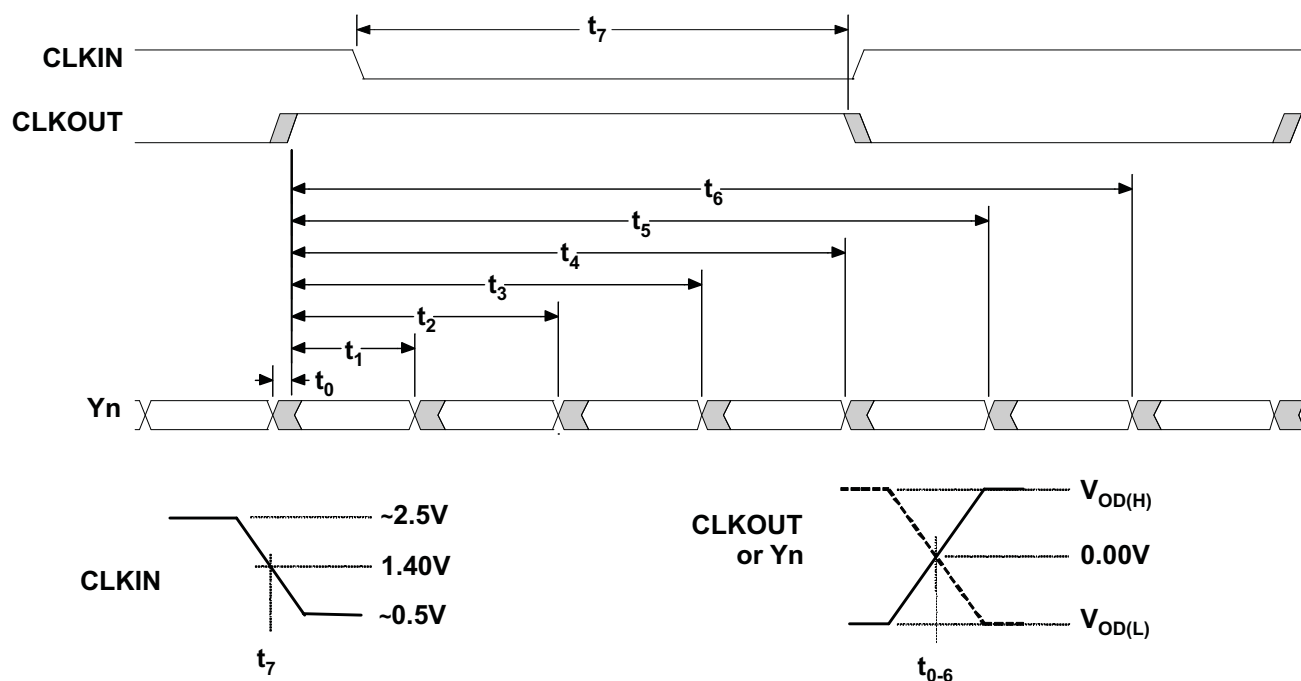 t7
CLKIN
CLKOUT
t6
t5
t4
t3
t2
t1
t0
Yn
~2.5V
1.40V
~0.5V
CLKIN
t7
CLKOUT
or Yn
VOD(H)
0.00V
VOD(L)
t0-6